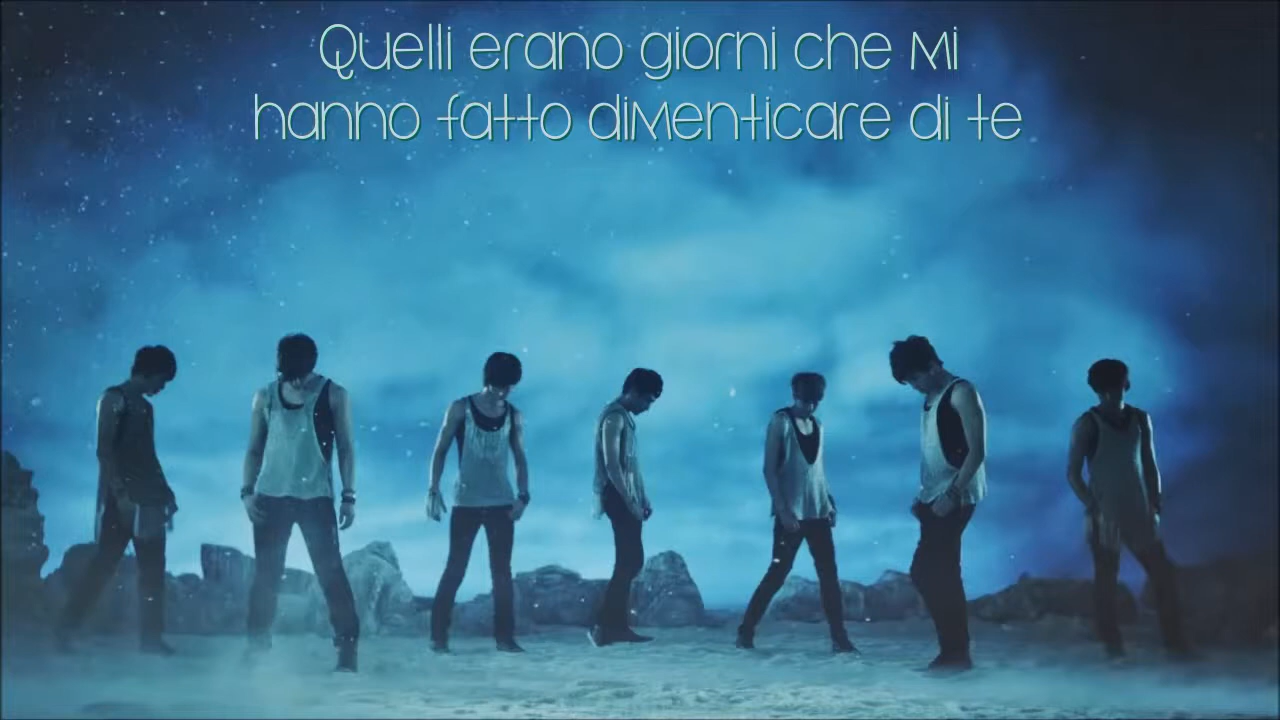 Quelli erano giorni che mi
hanno fatto dimenticare di te